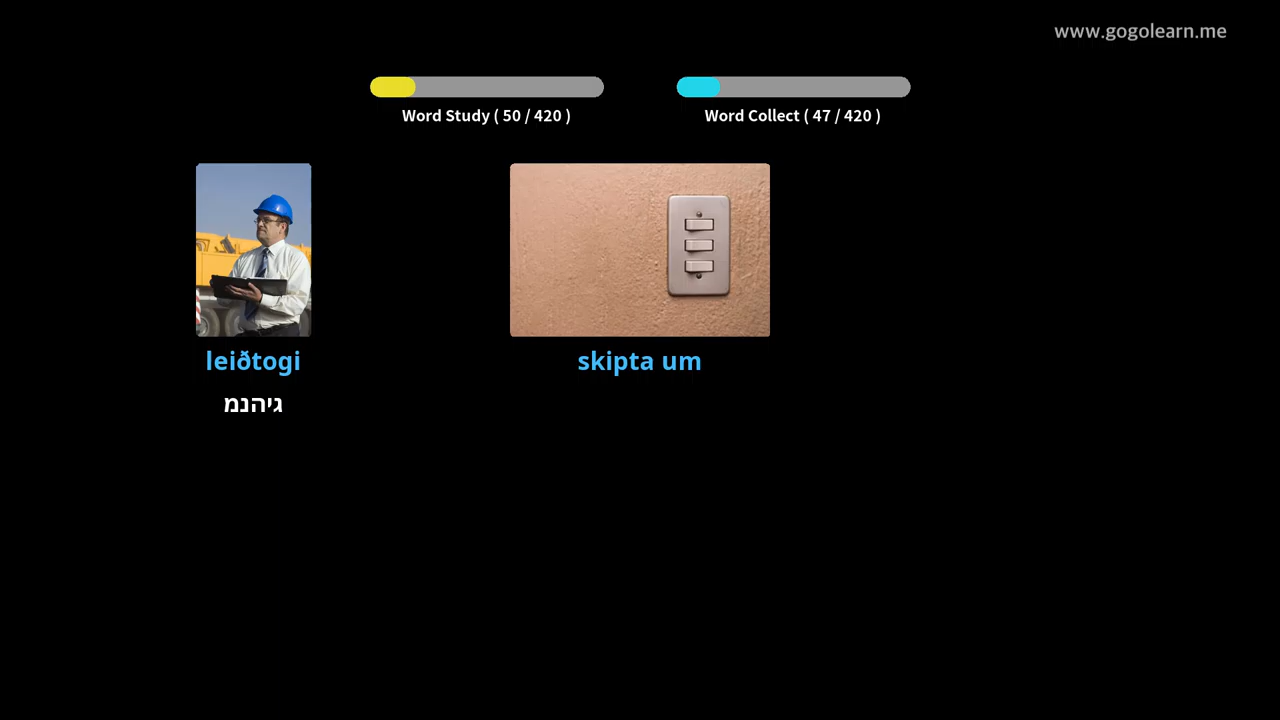 www.gogolearn.me
Word Study ( 50 / 420 )
Word Collect ( 47 / 420 )
leiðtogi
skipta um
גיהנמ